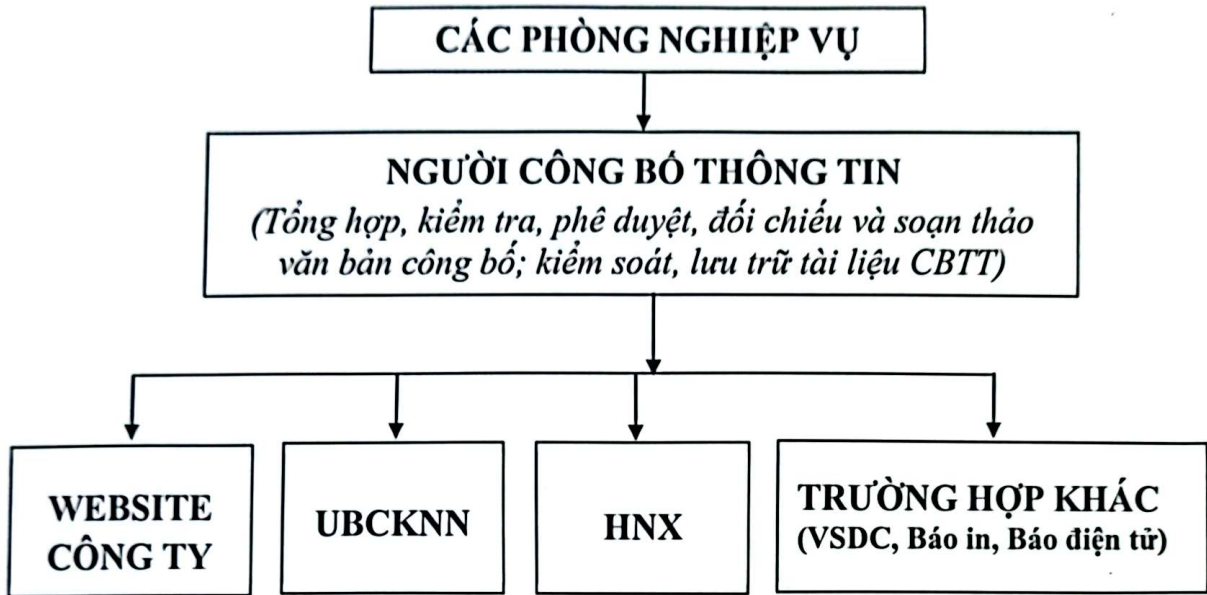 CÁC PHÒNG NGHIỆP VỤ
NGƯỜI CÔNG BỐ THÔNG TIN
(Tổng hợp, kiểm tra, phê duyệt, đối chiếu và soạn thảo
văn bản công bố; kiểm soát, lưu trữ tài liệu CBTT)
WEBSITE
CÔNG TY
UBCKNN
HNX
TRƯỜNG HỢP KHÁC
(VSDC, Báo in, Báo điện tử)